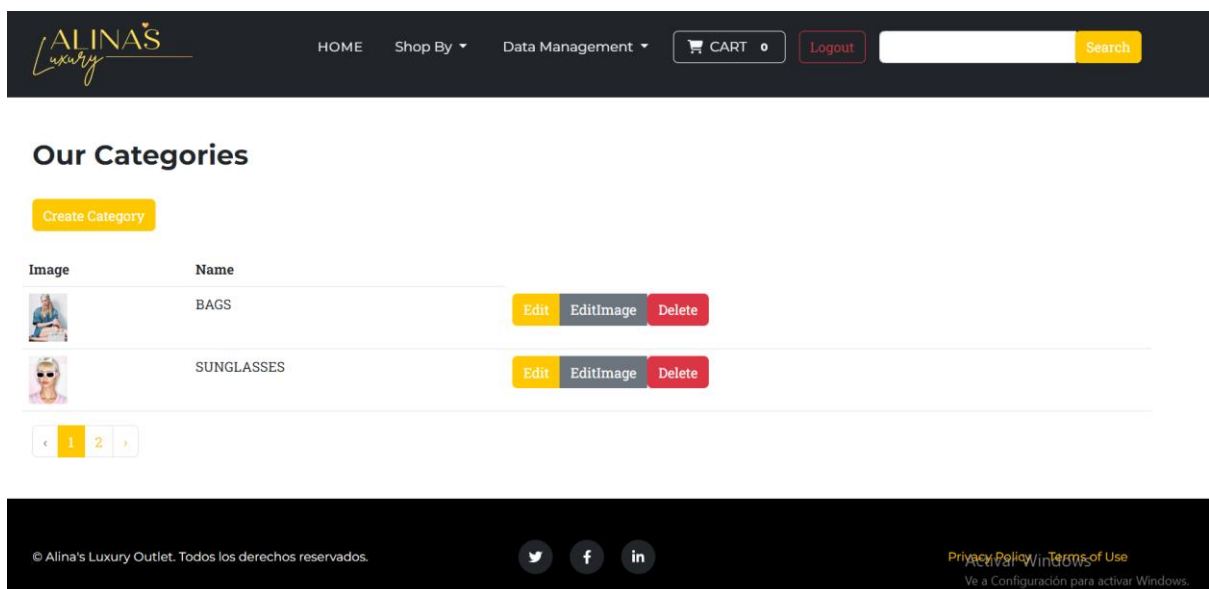 ALINA'S
Luxury
HOME Shop By Data Management CART 0 Logout Search
Our Categories
Create Category
Image Name
BAGS Edit EditImage Delete
SUNGLASSES Edit EditImage Delete
‹ 1 2 ›
© Alina's Luxury Outlet. Todos los derechos reservados. f in Privacy Policy Terms of Use
Activar Windows
Ve a Configuración para activar Windows.